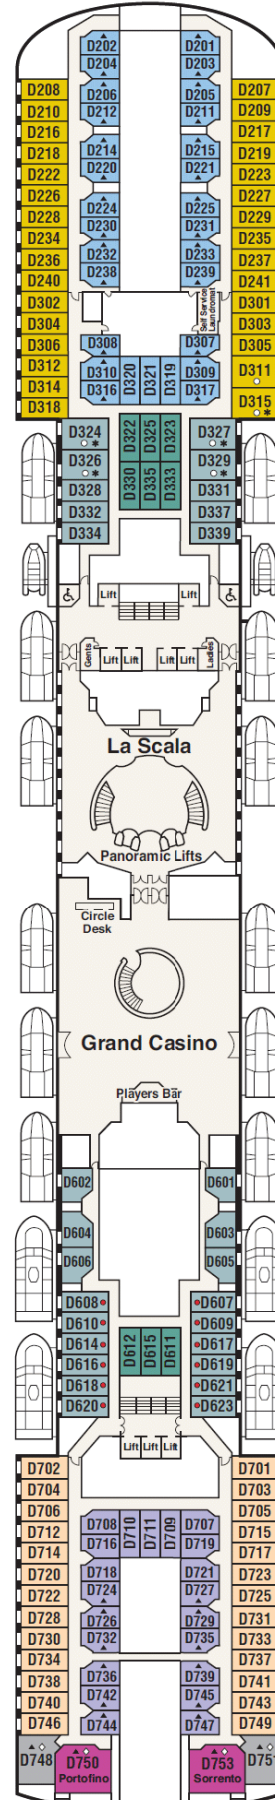 D202 D201
D204 D203
D208 D207
D206 D205
D210 D209
D212 D211
D216 D217
D214 D215
D218 D219
D220 D221
D222 D223
D226 D227
D224 D225
D228 D229
D230 D231
D234 D235
D232 D233
D236 D237
D238 D239
D240 D241
D302 D301
Self Service
Laundromat
D304 D303
D306 D308 D307 D305
D312 D310 D320 D321 D319 D309 D311
D314 D316 D317
D318 D315
D324 * D322 D325 D323 D327 *
D326 * D329 *
D328 D330 D335 D333 D331
D332 D337
D334 D339
Lift Lift
Gents Lift Lift Lift Lift Ladies
La Scala
Panoramic Lifts
Circle
Desk
Grand Casino
Players Bar
D602 D601
D604 D603
D606 D605
D608 D607
D610 D609
D614 D612 D615 D611 D617
D616 D619
D618 D621
D620 D623
Lift Lift Lift
D702 D701
D704 D703
D706 D705
D712 D708 D710 D711 D709 D707 D715
D714 D716 D719 D717
D720 D718 D721 D723
D722 D724 D727 D725
D728 D726 D729 D731
D730 D732 D735 D733
D734 D737
D738 D736 D739 D741
D740 D742 D745 D743
D746 D744 D747 D749
D748 D750 D753 D751
Portofino Sorrento